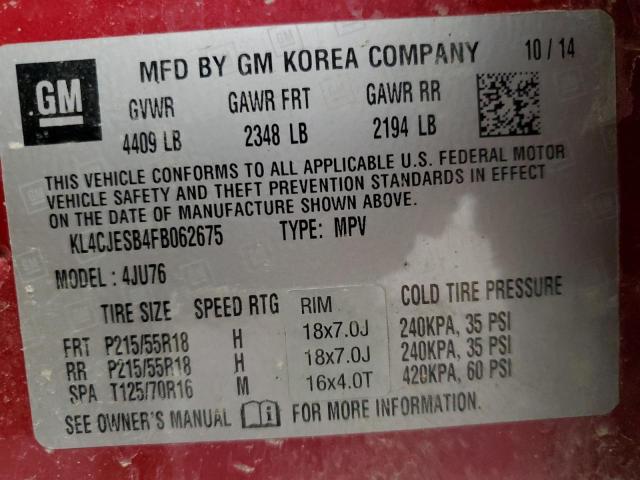 GM
MFD BY GM KOREA COMPANY 10/14
GVWR GAWR FRT GAWR RR
4409 LB 2348 LB 2194 LB
THIS VEHICLE CONFORMS TO ALL APPLICABLE U.S. FEDERAL MOTOR
VEHICLE SAFETY AND THEFT PREVENTION STANDARDS IN EFFECT
ON THE DATE OF MANUFACTURE SHOWN ABOVE.
KL4CJESB4FB062675 TYPE: MPV
MODEL: 4JU76
TIRE SIZE SPEED RTG RIM COLD TIRE PRESSURE
FRT P215/55R18 H 18x7.0J 240KPA, 35 PSI
RR P215/55R18 H 18x7.0J 240KPA, 35 PSI
SPA T125/70R16 M 16x4.0T 420KPA, 60 PSI
SEE OWNER'S MANUAL i FOR MORE INFORMATION.